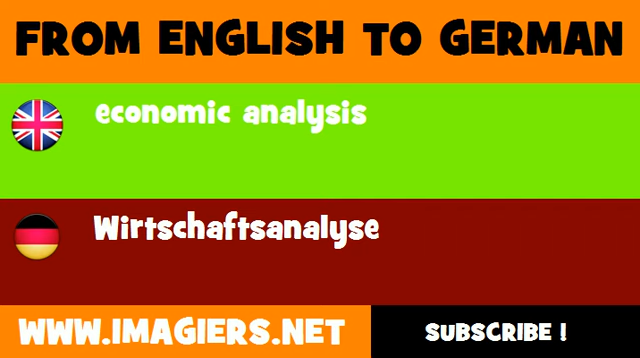 FROM ENGLISH TO GERMAN
economic analysis
Wirtschaftsanalyse
WWW.IMAGIERS.NET
SUBSCRIBE !